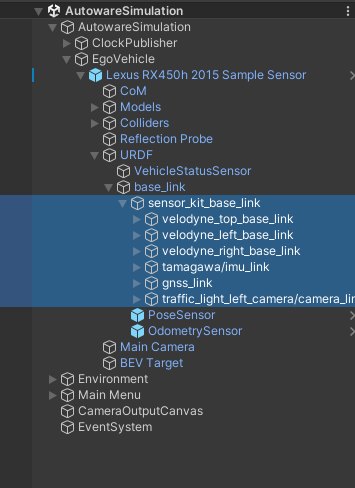 AutowareSimulation
AutowareSimulation
ClockPublisher
EgoVehicle
Lexus RX450h 2015 Sample Sensor
CoM
Models
Colliders
Reflection Probe
URDF
VehicleStatusSensor
base_link
sensor_kit_base_link
velodyne_top_base_link
velodyne_left_base_link
velodyne_right_base_link
tamagawa/imu_link
gnss_link
traffic_light_left_camera/camera_lin
PoseSensor
OdometrySensor
Main Camera
BEV Target
Environment
Main Menu
CameraOutputCanvas
EventSystem